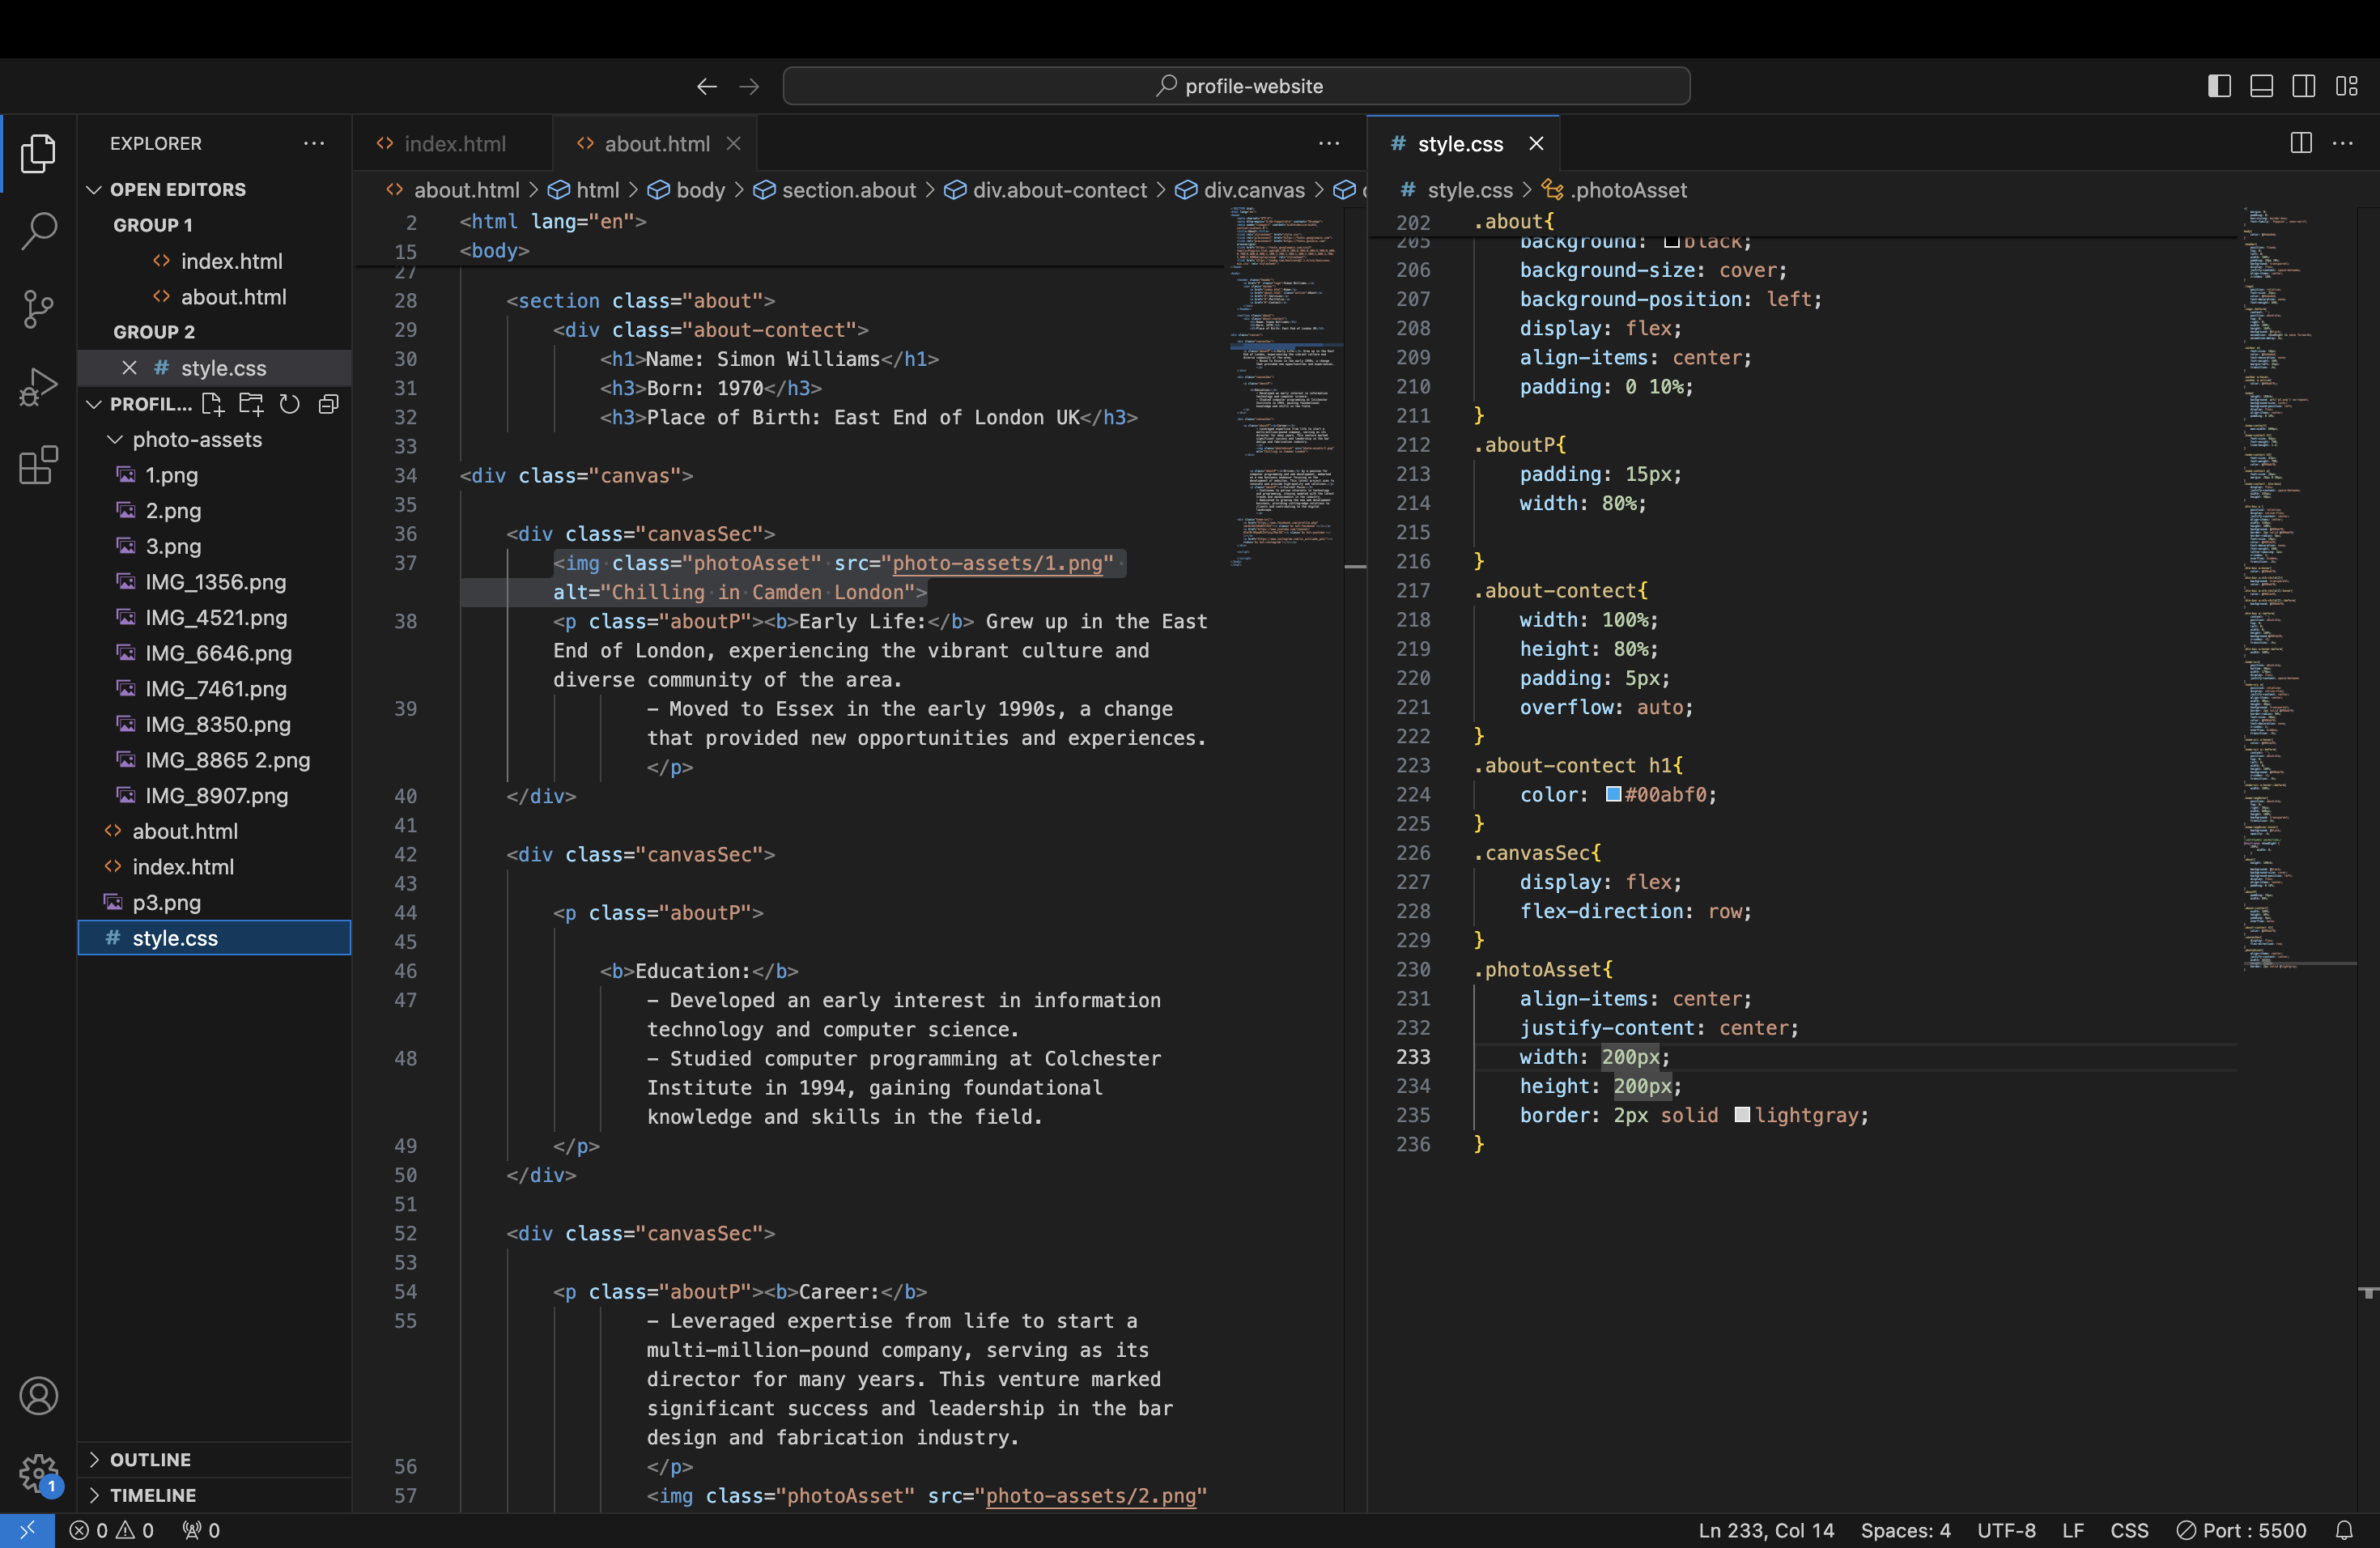 profile-website
EXPLORER
OPEN EDITORS
GROUP 1
index.html
about.html
GROUP 2
style.css
PROFIL...
photo-assets
1.png
2.png
3.png
IMG_1356.png
IMG_4521.png
IMG_6646.png
IMG_7461.png
IMG_8350.png
IMG_8865 2.png
IMG_8907.png
about.html
index.html
p3.png
style.css
OUTLINE
TIMELINE
index.html
about.html
about.html > html > body > section.about > div.about-contect > div.canvas >
2 <html lang="en">
15 <body>
27
28 <section class="about">
29 <div class="about-contect">
30 <h1>Name: Simon Williams</h1>
31 <h3>Born: 1970</h3>
32 <h3>Place of Birth: East End of London UK</h3>
33
34 <div class="canvas">
35
36 <div class="canvasSec">
37 <img class="photoAsset" src="photo-assets/1.png"
alt="Chilling in Camden London">
38 <p class="aboutP"><b>Early Life:</b> Grew up in the East
End of London, experiencing the vibrant culture and
diverse community of the area.
39 – Moved to Essex in the early 1990s, a change
that provided new opportunities and experiences.
</p>
40 </div>
41
42 <div class="canvasSec">
43
44 <p class="aboutP">
45
46 <b>Education:</b>
47 – Developed an early interest in information
technology and computer science.
48 – Studied computer programming at Colchester
Institute in 1994, gaining foundational
knowledge and skills in the field.
49 </p>
50 </div>
51
52 <div class="canvasSec">
53
54 <p class="aboutP"><b>Career:</b>
55 – Leveraged expertise from life to start a
multi-million-pound company, serving as its
director for many years. This venture marked
significant success and leadership in the bar
design and fabrication industry.
56 </p>
57 <img class="photoAsset" src="photo-assets/2.png"
style.css
style.css > .photoAsset
202 .about{
205 background: black;
206 background-size: cover;
207 background-position: left;
208 display: flex;
209 align-items: center;
210 padding: 0 10%;
211 }
212 .aboutP{
213 padding: 15px;
214 width: 80%;
215
216 }
217 .about-contect{
218 width: 100%;
219 height: 80%;
220 padding: 5px;
221 overflow: auto;
222 }
223 .about-contect h1{
224 color: #00abf0;
225 }
226 .canvasSec{
227 display: flex;
228 flex-direction: row;
229 }
230 .photoAsset{
231 align-items: center;
232 justify-content: center;
233 width: 200px;
234 height: 200px;
235 border: 2px solid lightgray;
236 }
1
0 0 0
Ln 233, Col 14 Spaces: 4 UTF-8 LF CSS Port : 5500